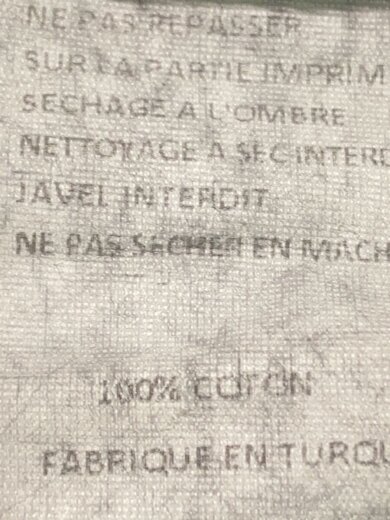 NE PAS REPASSER
SUR LA PARTIE IMPRIM
SECHAGE A L'OMBRE
NETTOYAGE A SEC INTERD
JAVEL INTERDIT
NE PAS SECHER EN MACH
100% COTON
FABRIQUE EN TURQU